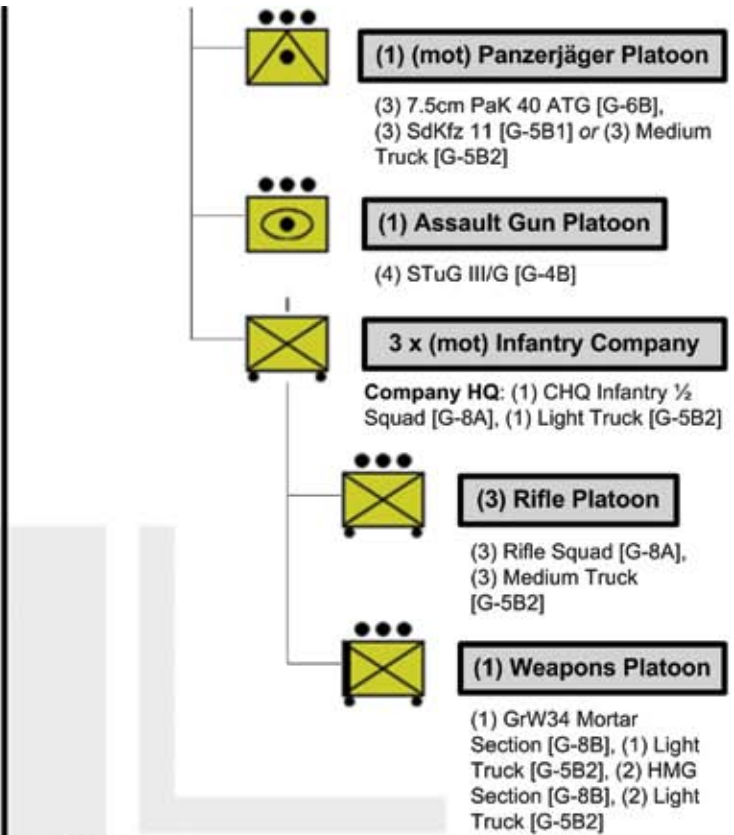 (1) (mot) Panzerjäger Platoon
(3) 7.5cm PaK 40 ATG [G-6B],
(3) SdKfz 11 [G-5B1] or (3) Medium
Truck [G-5B2]
(1) Assault Gun Platoon
(4) STuG III/G [G-4B]
3 x (mot) Infantry Company
Company HQ: (1) CHQ Infantry ½
Squad [G-8A], (1) Light Truck [G-5B2]
(3) Rifle Platoon
(3) Rifle Squad [G-8A],
(3) Medium Truck
[G-5B2]
(1) Weapons Platoon
(1) GrW34 Mortar
Section [G-8B], (1) Light
Truck [G-5B2], (2) HMG
Section [G-8B], (2) Light
Truck [G-5B2]